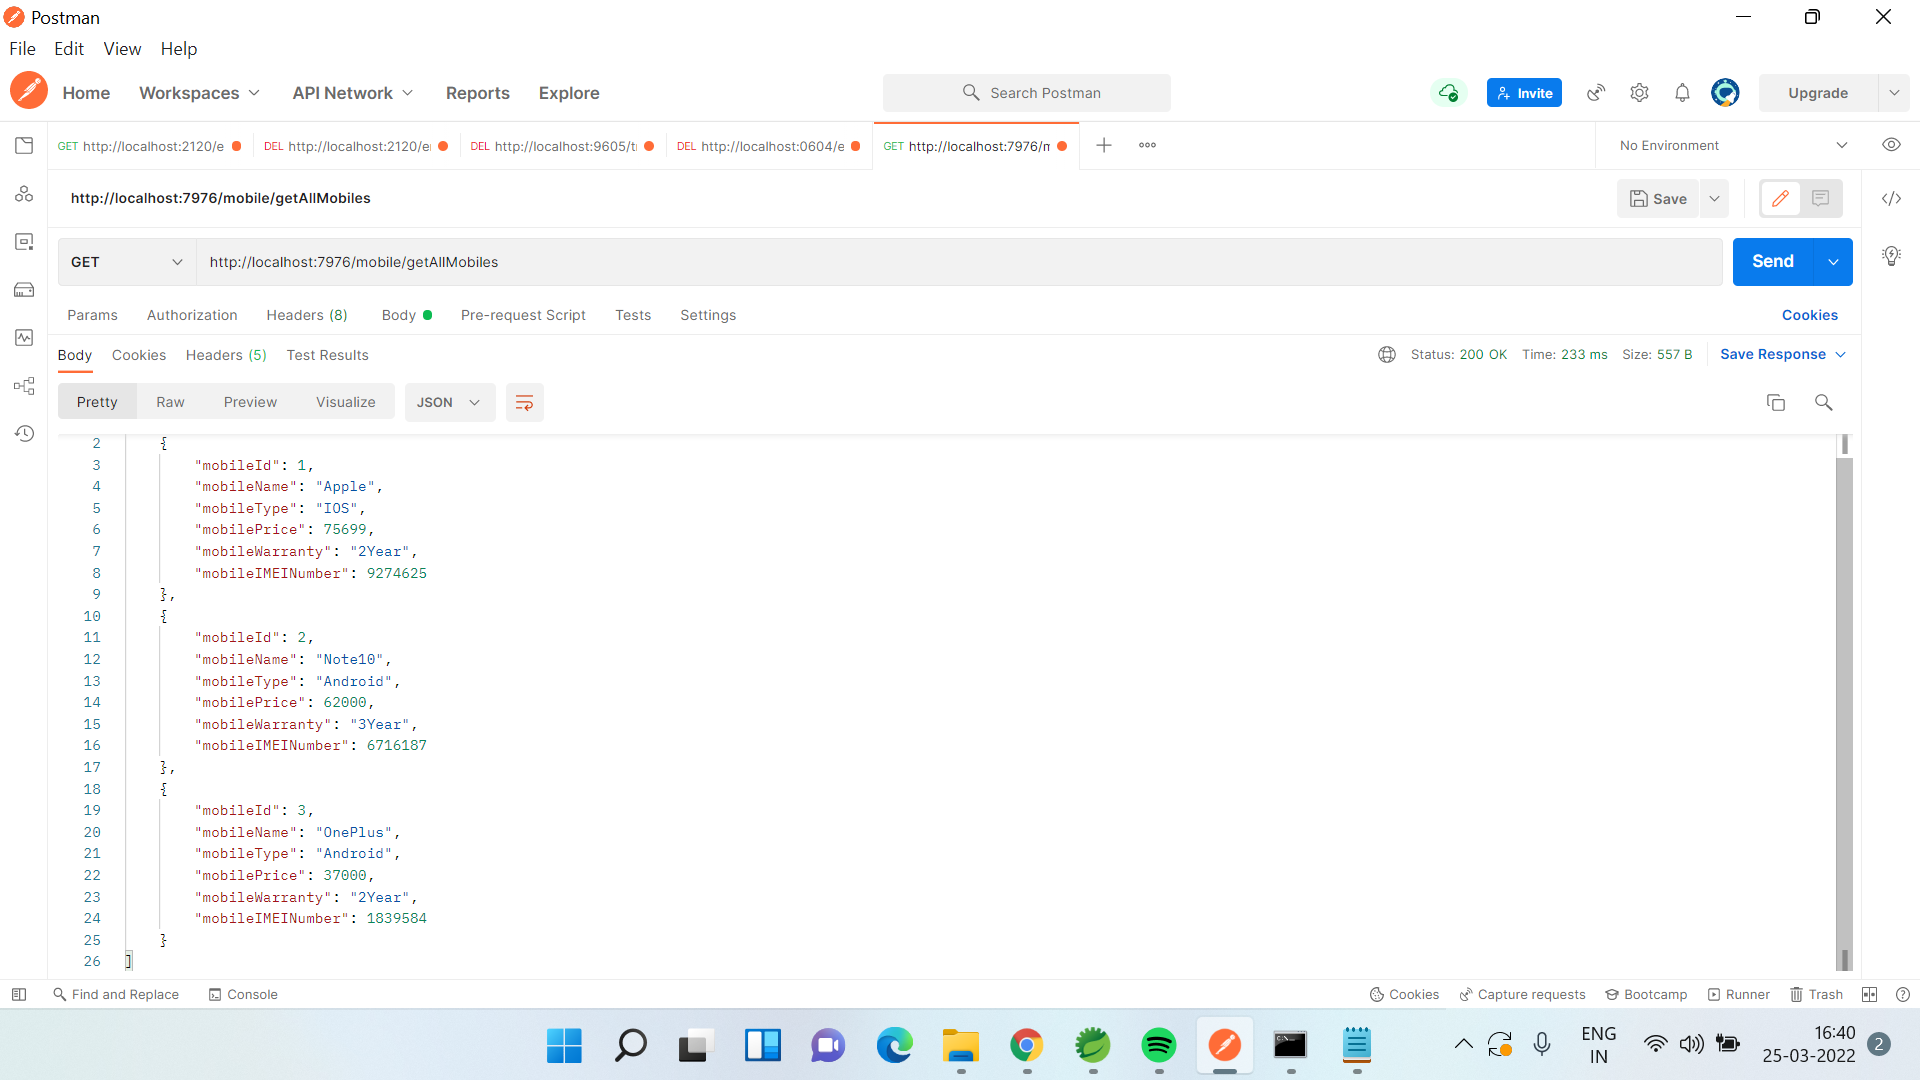 Postman
File Edit View Help
Home Workspaces API Network Reports Explore Search Postman Invite Upgrade
GET http://localhost:2120/e DEL http://localhost:2120/e DEL http://localhost:9605/t DEL http://localhost:0604/e GET http://localhost:7976/m No Environment
http://localhost:7976/mobile/getAllMobiles Save
GET http://localhost:7976/mobile/getAllMobiles Send
Params Authorization Headers (8) Body Pre-request Script Tests Settings Cookies
Body Cookies Headers (5) Test Results Status: 200 OK Time: 233 ms Size: 557 B Save Response
Pretty Raw Preview Visualize JSON
2 {
3 "mobileId": 1,
4 "mobileName": "Apple",
5 "mobileType": "IOS",
6 "mobilePrice": 75699,
7 "mobileWarranty": "2Year",
8 "mobileIMEINumber": 9274625
9 },
10 {
11 "mobileId": 2,
12 "mobileName": "Note10",
13 "mobileType": "Android",
14 "mobilePrice": 62000,
15 "mobileWarranty": "3Year",
16 "mobileIMEINumber": 6716187
17 },
18 {
19 "mobileId": 3,
20 "mobileName": "OnePlus",
21 "mobileType": "Android",
22 "mobilePrice": 37000,
23 "mobileWarranty": "2Year",
24 "mobileIMEINumber": 1839584
25 }
26 ]
Find and Replace Console Cookies Capture requests Bootcamp Runner Trash
ENG 16:40
IN 25-03-2022 2